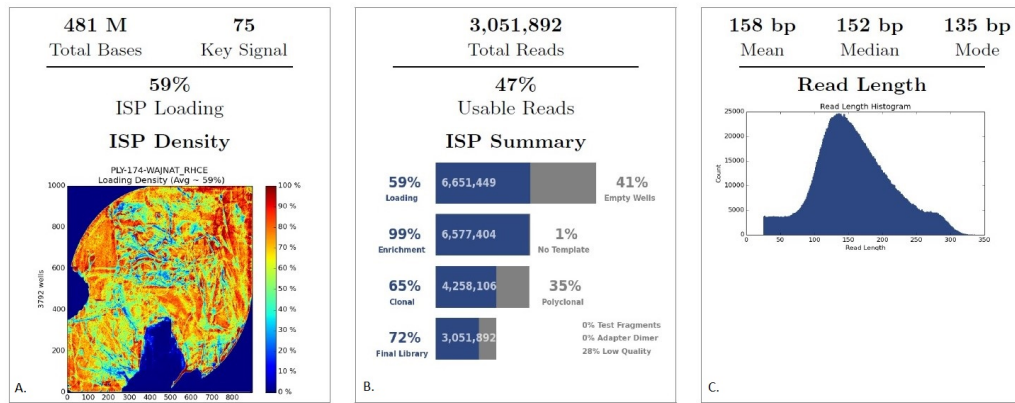 481 M
Total Bases
75
Key Signal
59%
ISP Loading
ISP Density
PLY-174-WAJNAT_RHCE
Loading Density (Avg ~ 59%)
3792 wells
1000
800
600
400
200
0
0 100 200 300 400 500 600 700 800
100 %
90 %
80 %
70 %
60 %
50 %
40 %
30 %
20 %
10 %
0 %
A.
3,051,892
Total Reads
47%
Usable Reads
ISP Summary
59%
Loading
6,651,449
41%
Empty Wells
99%
Enrichment
6,577,404
1%
No Template
65%
Clonal
4,258,106
35%
Polyclonal
72%
Final Library
3,051,892
0% Test Fragments
0% Adapter Dimer
28% Low Quality
B.
158 bp
Mean
152 bp
Median
135 bp
Mode
Read Length
Read Length Histogram
Count
25000
20000
15000
10000
5000
0
0 50 100 150 200 250 300 350
Read Length
C.